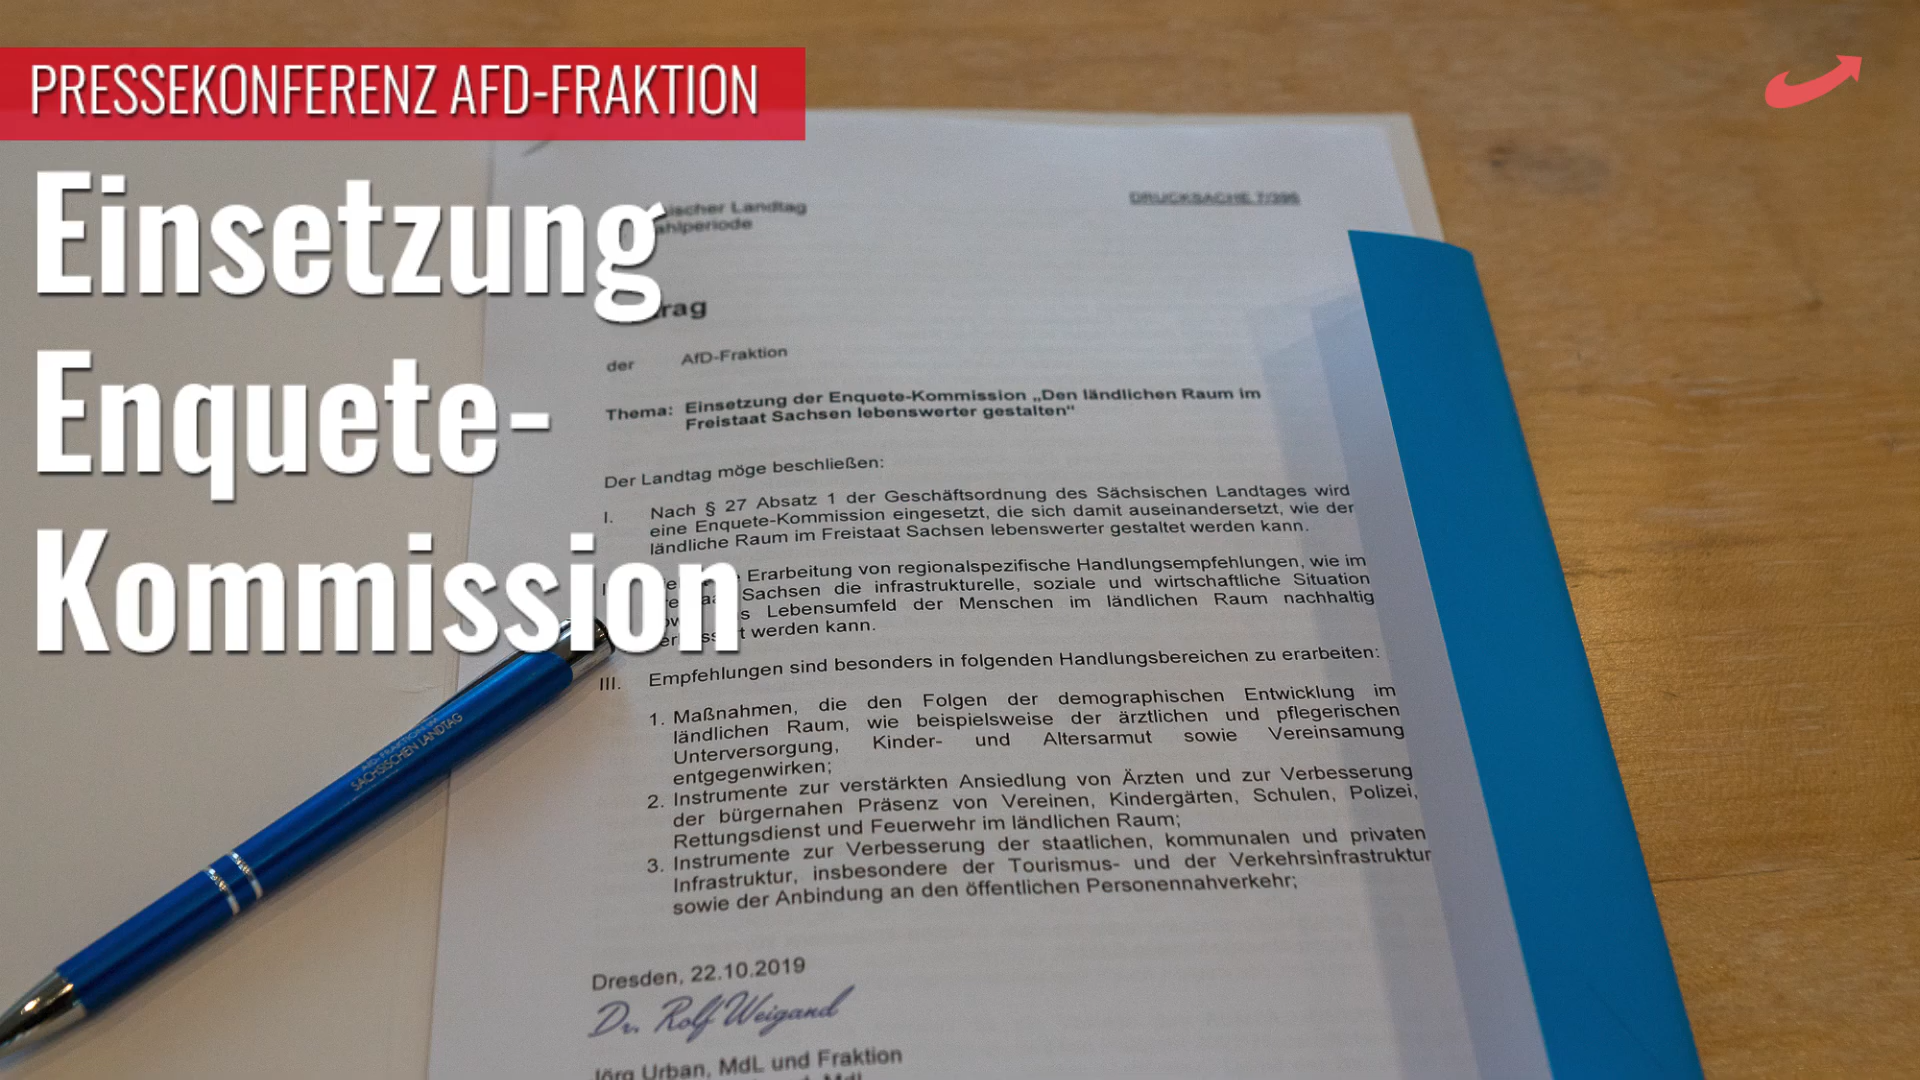 PRESSEKONFERENZ AFD-FRAKTION
Einsetzung
Enquete-
Kommission
ischer Landtag
ahlperiode
DRUCKSACHE 7/396
rag
der AfD-Fraktion
Thema: Einsetzung der Enquete-Kommission „Den ländlichen Raum im
Freistaat Sachsen lebenswerter gestalten“
Der Landtag möge beschließen:
I. Nach § 27 Absatz 1 der Geschäftsordnung des Sächsischen Landtages wird
eine Enquete-Kommission eingesetzt, die sich damit auseinandersetzt, wie der
ländliche Raum im Freistaat Sachsen lebenswerter gestaltet werden kann.
Erarbeitung von regionalspezifische Handlungsempfehlungen, wie im
Sachsen die infrastrukturelle, soziale und wirtschaftliche Situation
s Lebensumfeld der Menschen im ländlichen Raum nachhaltig
t werden kann.
III. Empfehlungen sind besonders in folgenden Handlungsbereichen zu erarbeiten:
1. Maßnahmen, die den Folgen der demographischen Entwicklung im
ländlichen Raum, wie beispielsweise der ärztlichen und pflegerischen
Unterversorgung, Kinder- und Altersarmut sowie Vereinsamung
entgegenwirken;
2. Instrumente zur verstärkten Ansiedlung von Ärzten und zur Verbesserung
der bürgernahen Präsenz von Vereinen, Kindergärten, Schulen, Polizei,
Rettungsdienst und Feuerwehr im ländlichen Raum;
3. Instrumente zur Verbesserung der staatlichen, kommunalen und privaten
Infrastruktur, insbesondere der Tourismus- und der Verkehrsinfrastruktur
sowie der Anbindung an den öffentlichen Personennahverkehr;
Dresden, 22.10.2019
Dr. Rolf Weigand
Jörg Urban, MdL und Fraktion
AfD-FRAKTION IM
SÄCHSISCHEN LANDTAG